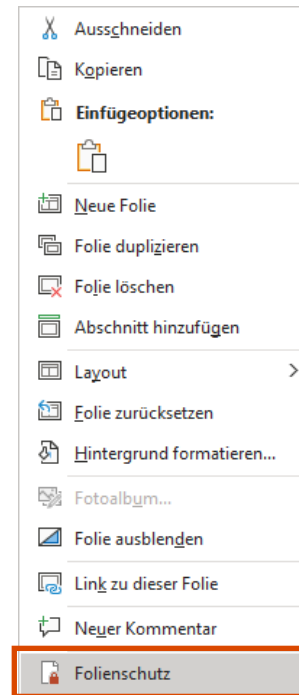 Ausschneiden
Kopieren
Einfügeoptionen:
Neue Folie
Folie duplizieren
Folie löschen
Abschnitt hinzufügen
Layout
Folie zurücksetzen
Hintergrund formatieren...
Fotoalbum...
Folie ausblenden
Link zu dieser Folie
Neuer Kommentar
Folienschutz